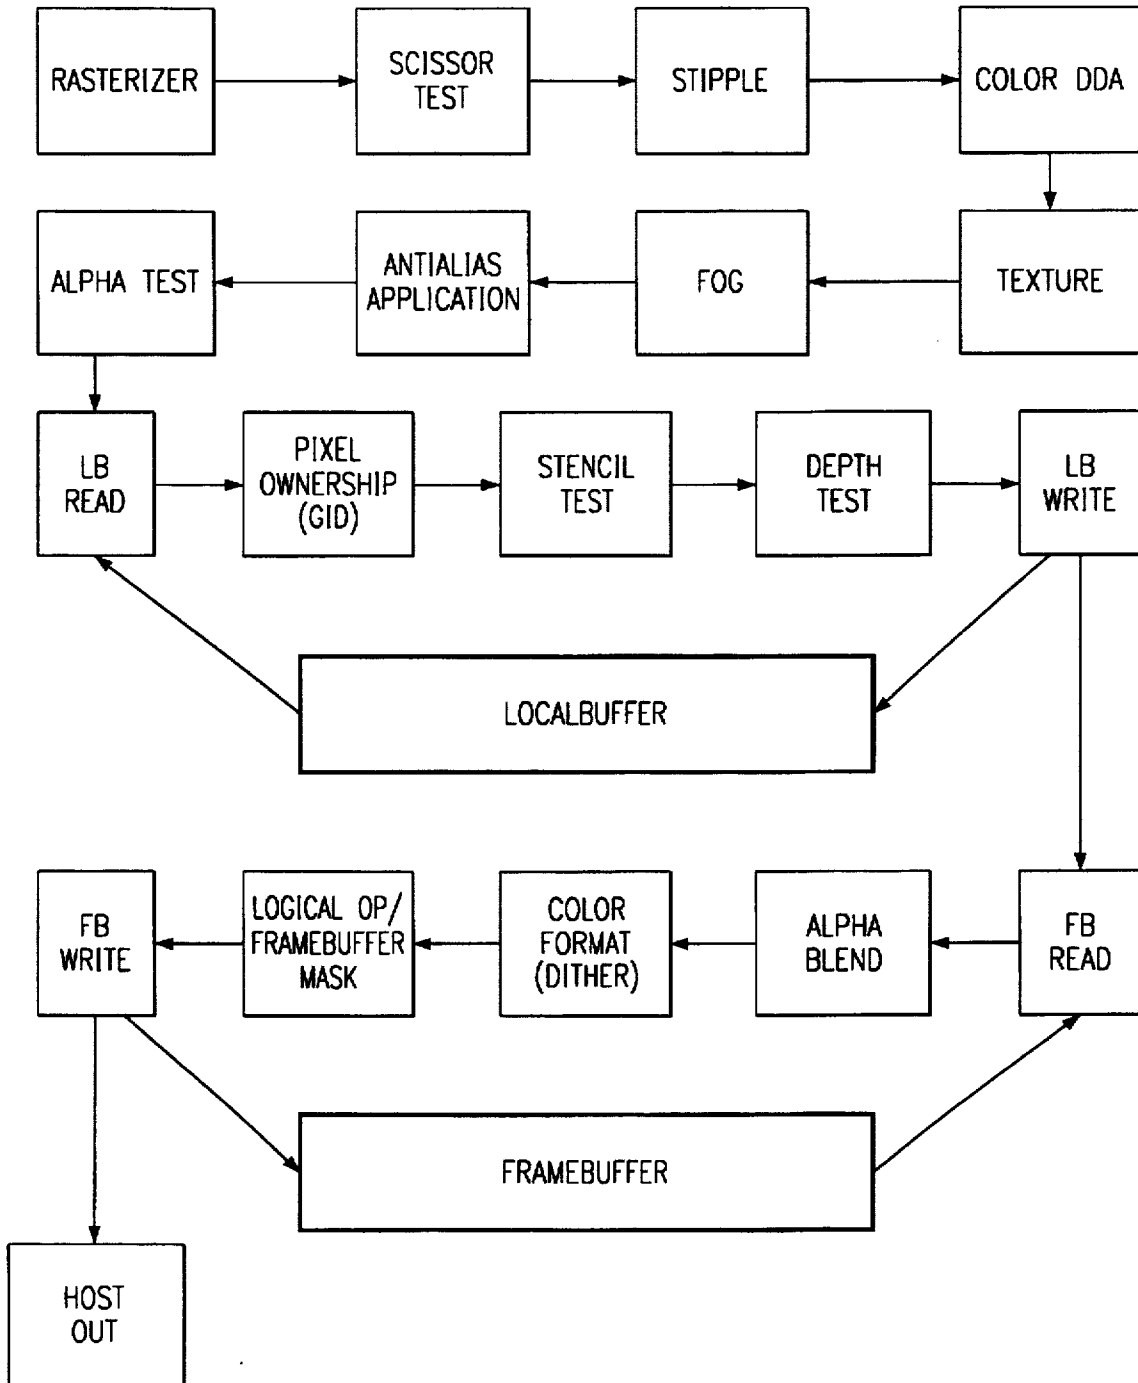 RASTERIZER
SCISSOR
TEST
STIPPLE
COLOR DDA
ALPHA TEST
ANTIALIAS
APPLICATION
FOG
TEXTURE
LB
READ
PIXEL
OWNERSHIP
(GID)
STENCIL
TEST
DEPTH
TEST
LB
WRITE
LOCALBUFFER
FB
WRITE
LOGICAL OP/
FRAMEBUFFER
MASK
COLOR
FORMAT
(DITHER)
ALPHA
BLEND
FB
READ
FRAMEBUFFER
HOST
OUT